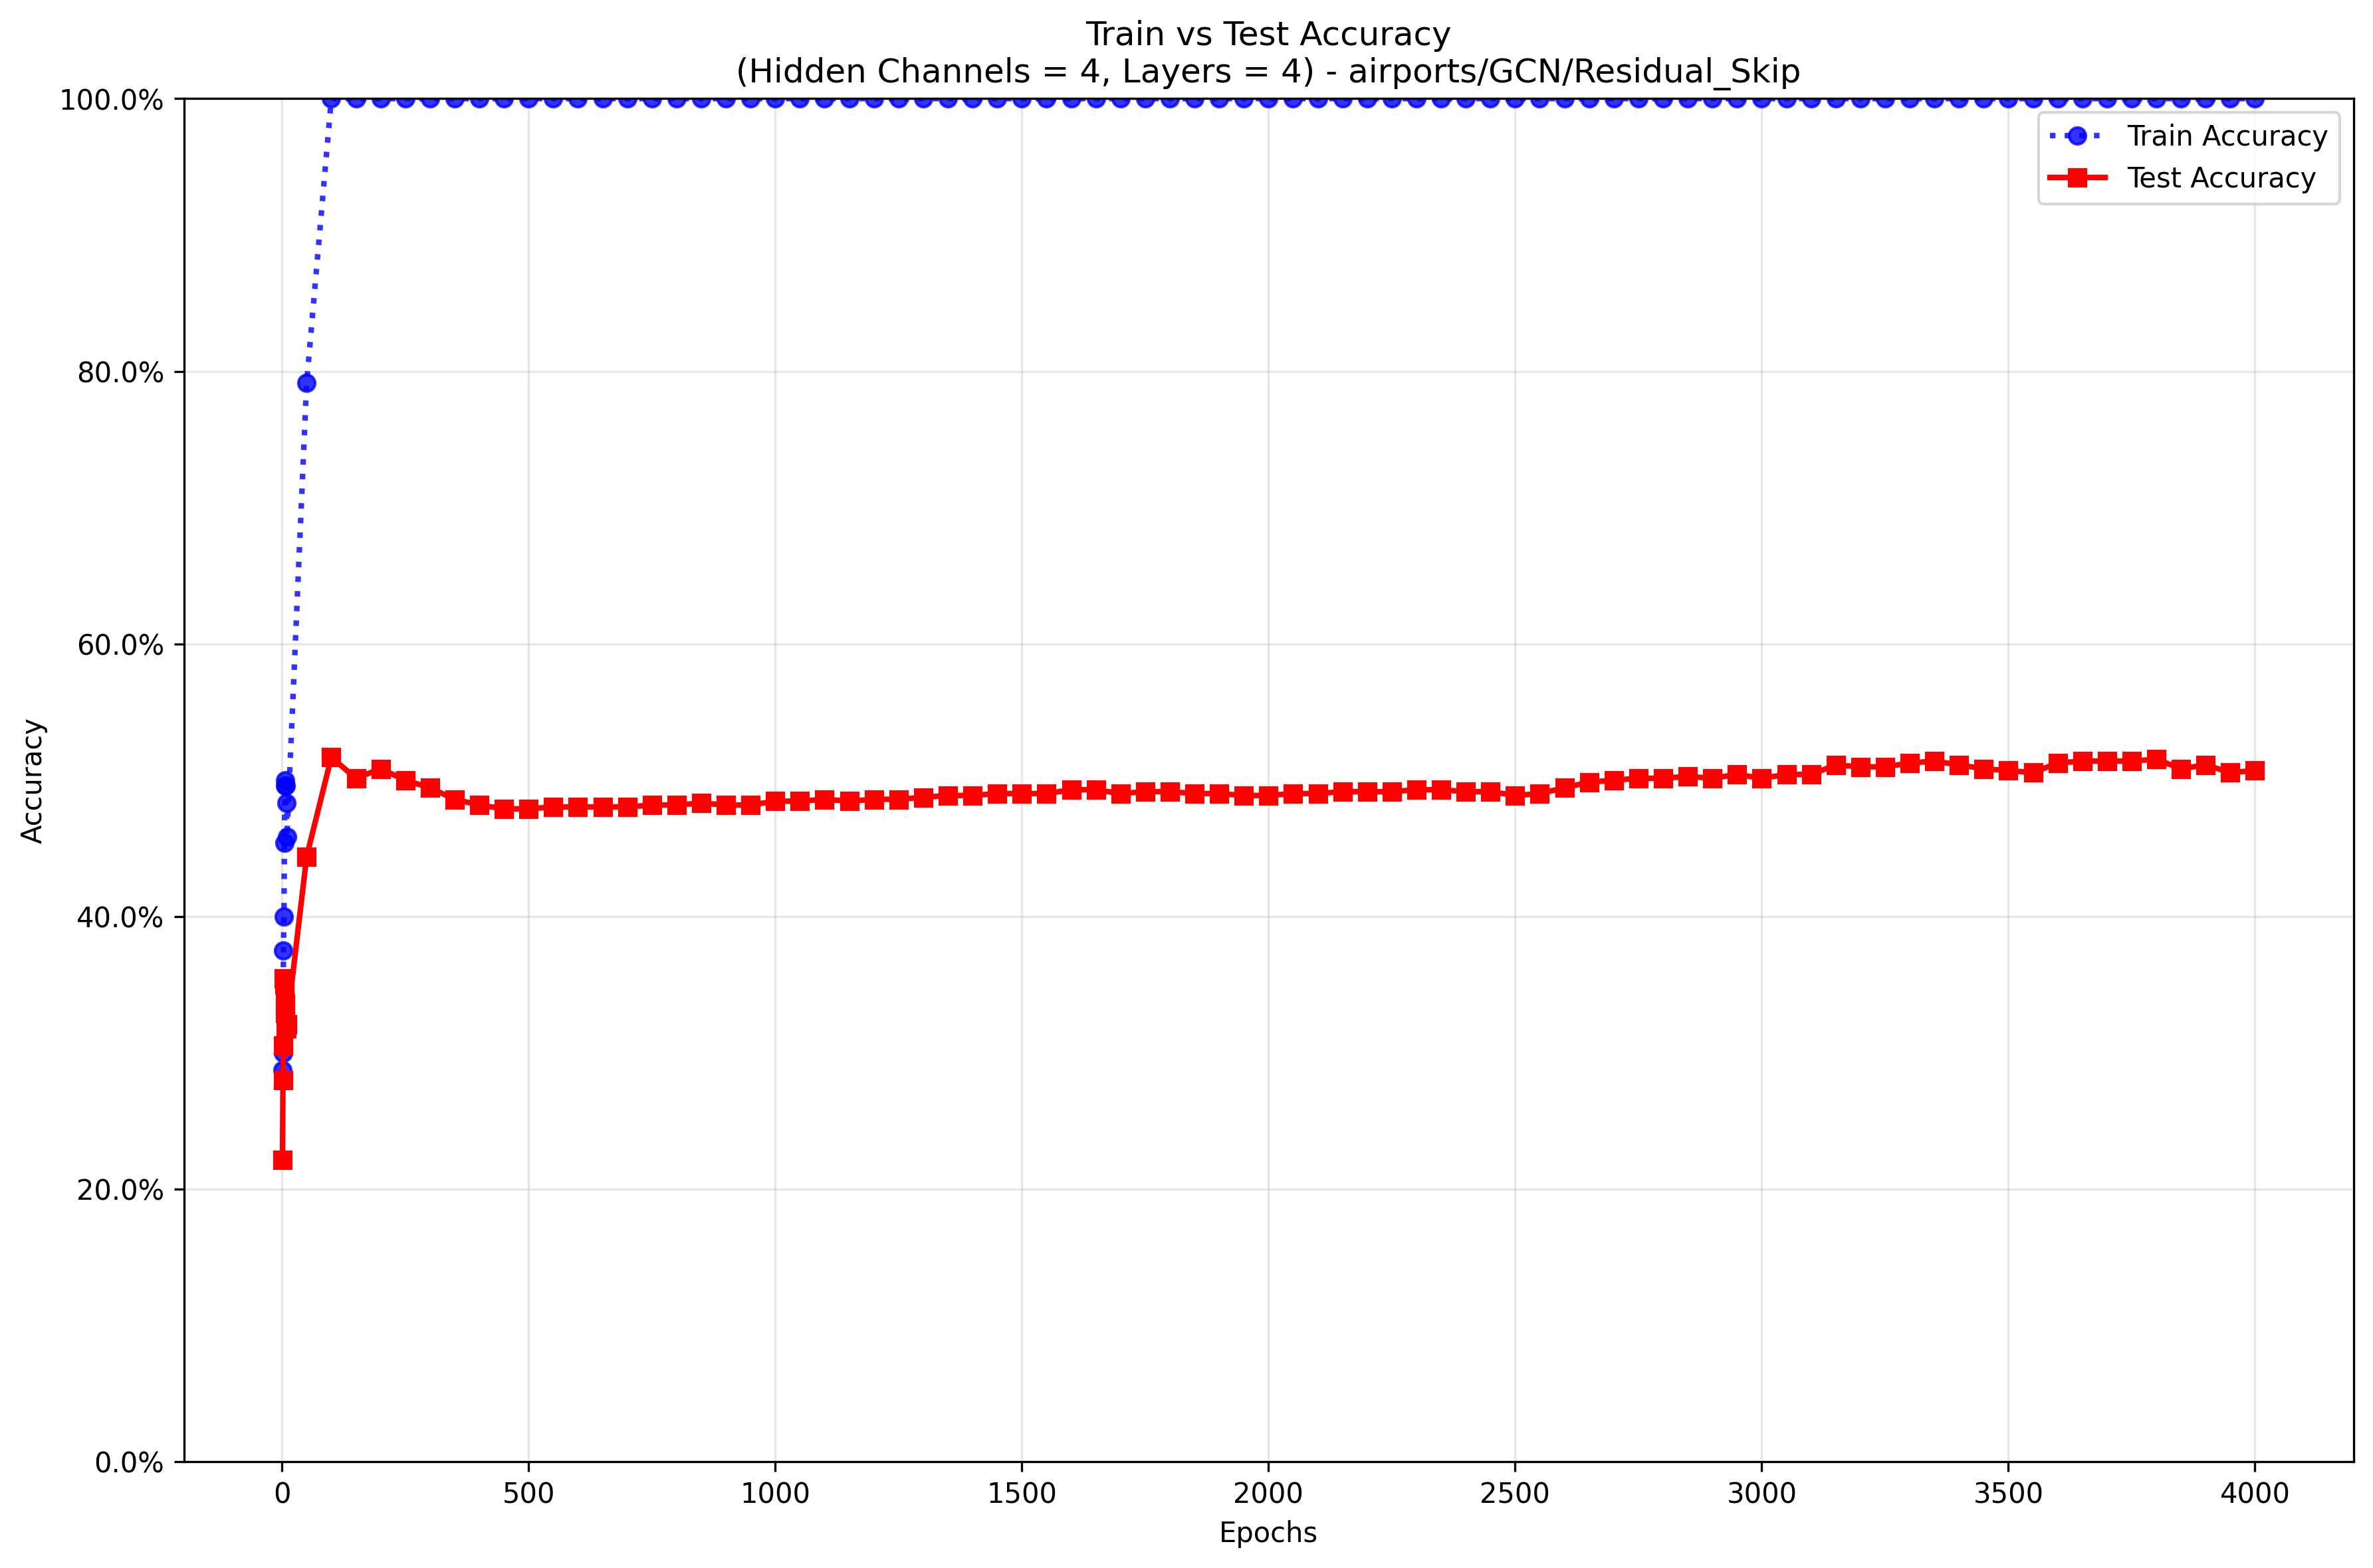 Train vs Test Accuracy
(Hidden Channels = 4, Layers = 4) - airports/GCN/Residual_Skip
100.0%
80.0%
60.0%
40.0%
20.0%
0.0%
Accuracy
Train Accuracy
Test Accuracy
0 500 1000 1500 2000 2500 3000 3500 4000
Epochs